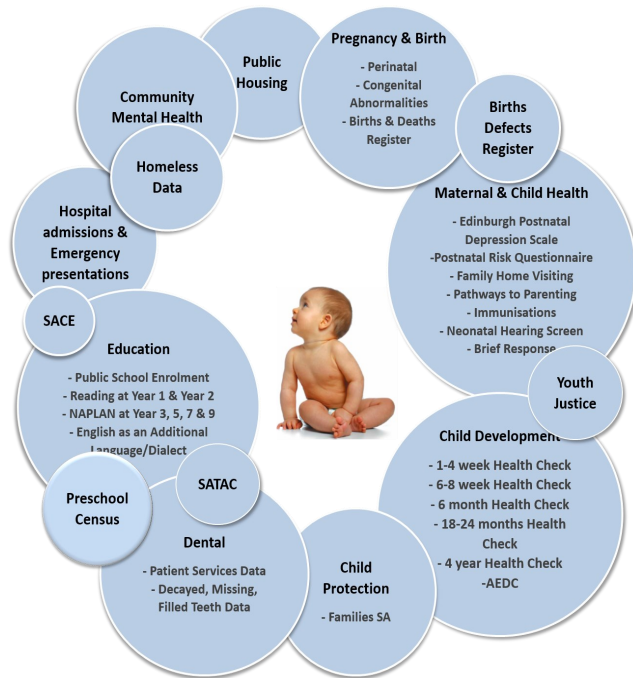 Pregnancy & Birth
- Perinatal
- Congenital
Abnormalities
- Births & Deaths
Register
Births
Defects
Register
Maternal & Child Health
- Edinburgh Postnatal
Depression Scale
-Postnatal Risk Questionnaire
- Family Home Visiting
- Pathways to Parenting
- Immunisations
- Neonatal Hearing Screen
- Brief Response
Youth
Justice
Child Development
- 1-4 week Health Check
- 6-8 week Health Check
- 6 month Health Check
- 18-24 months Health
Check
- 4 year Health Check
-AEDC
Child
Protection
- Families SA
Dental
- Patient Services Data
- Decayed, Missing,
Filled Teeth Data
SATAC
Preschool
Census
Education
- Public School Enrolment
- Reading at Year 1 & Year 2
- NAPLAN at Year 3, 5, 7 & 9
- English as an Additional
Language/Dialect
SACE
Hospital
admissions &
Emergency
presentations
Homeless
Data
Community
Mental Health
Public
Housing